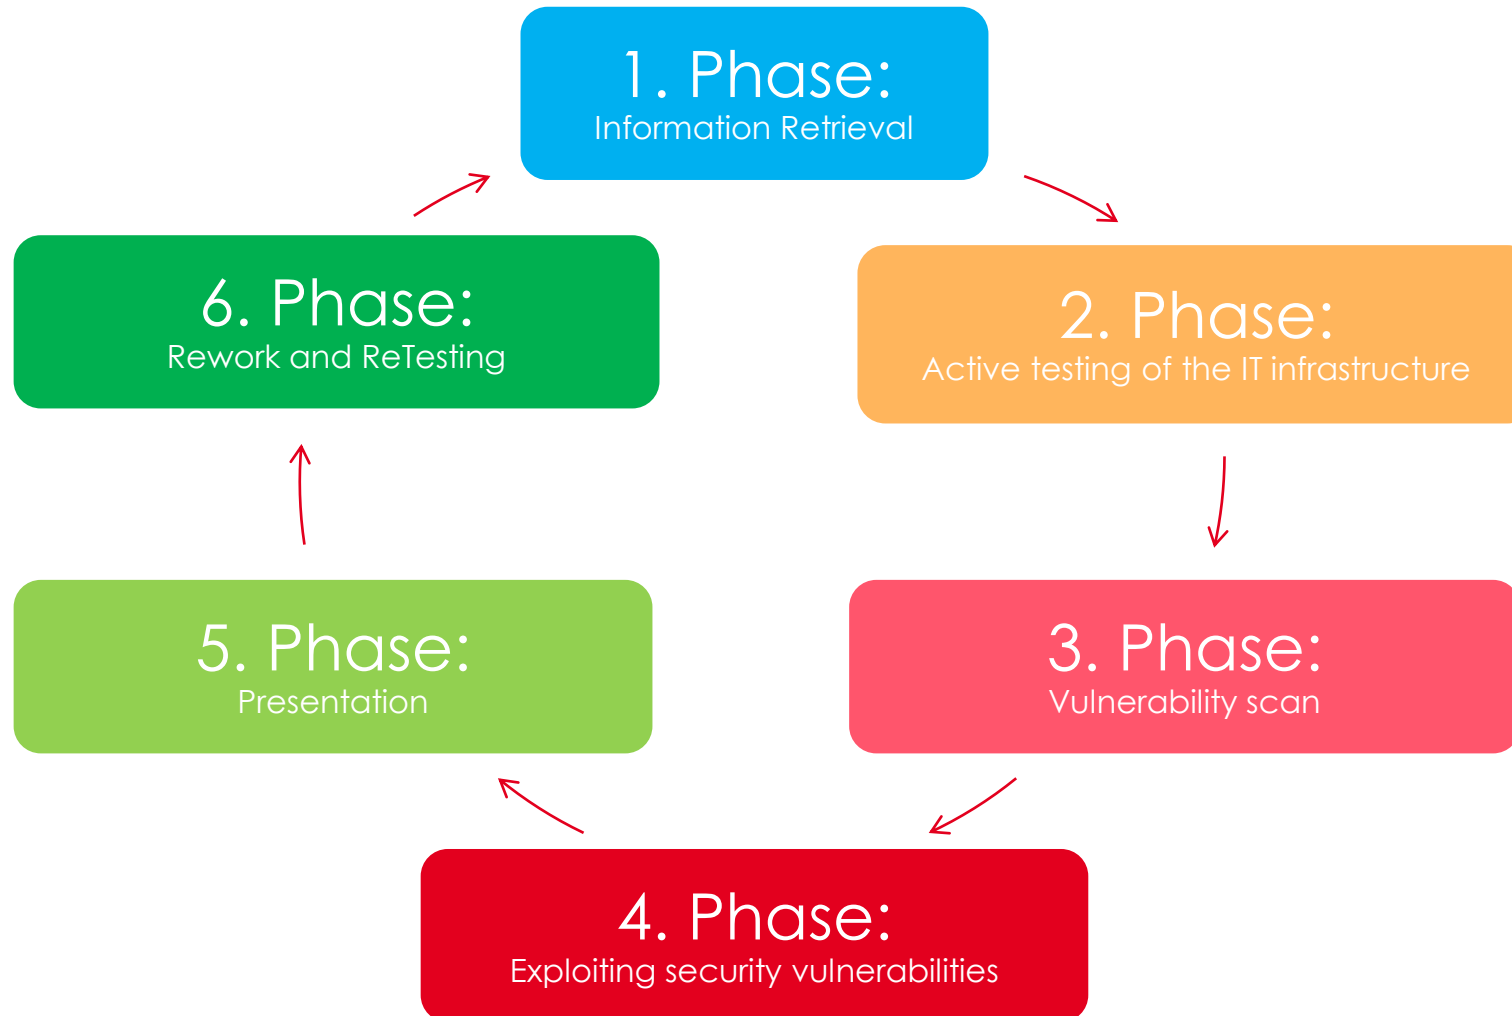 1. Phase:
Information Retrieval
2. Phase:
Active testing of the IT infrastructure
3. Phase:
Vulnerability scan
4. Phase:
Exploiting security vulnerabilities
5. Phase:
Presentation
6. Phase:
Rework and ReTesting